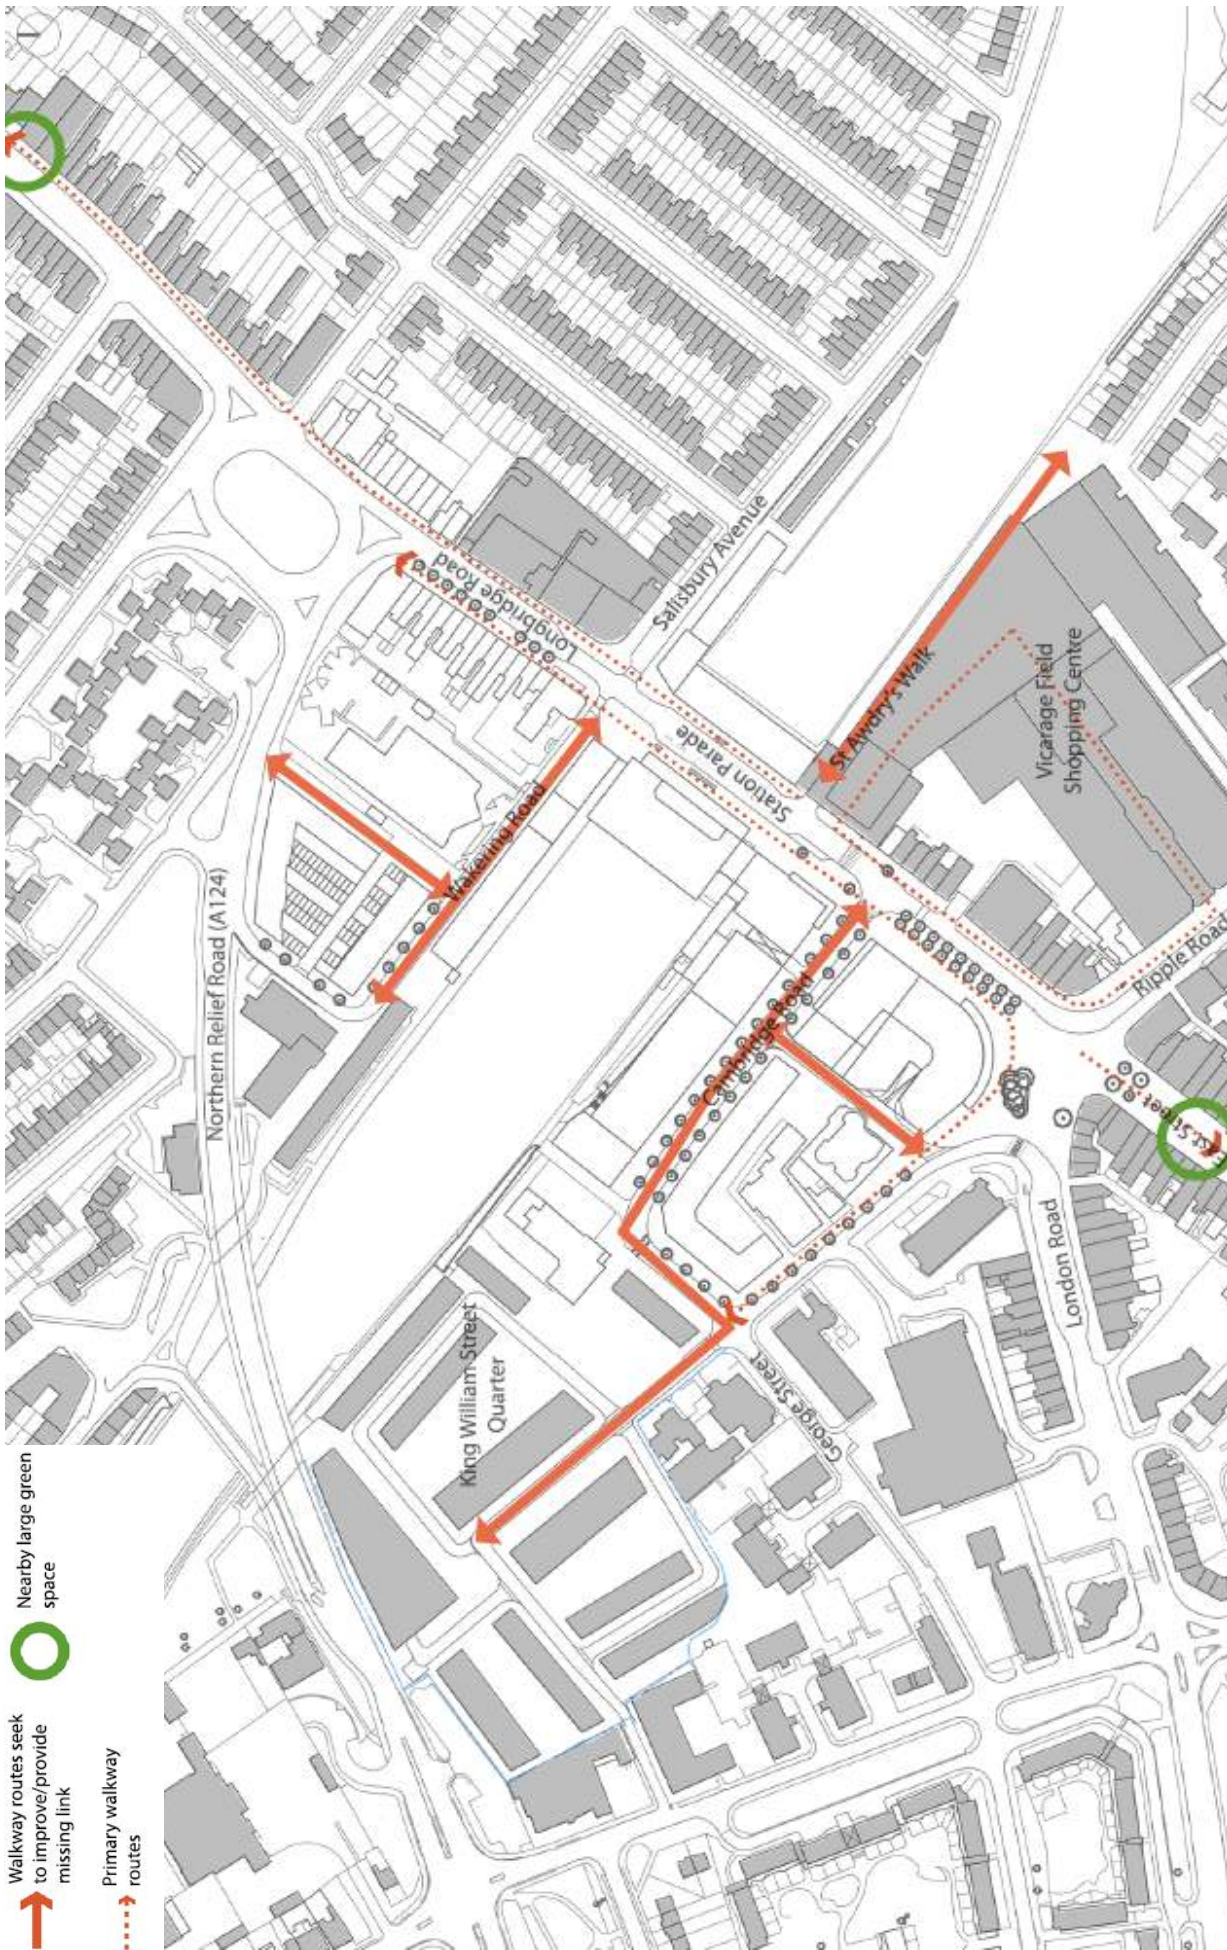 Walkway routes seek
to improve/provide
missing link
Nearby large green
space
Primary walkway
routes
Northern Relief Road (A124)
Longbridge Road
Salisbury Avenue
Wakering Road
Station Parade
St Awdry's Walk
Vicarage Field
Shopping Centre
Cambridge Road
Ripple Road
East Street
London Road
George Street
King William Street
Quarter